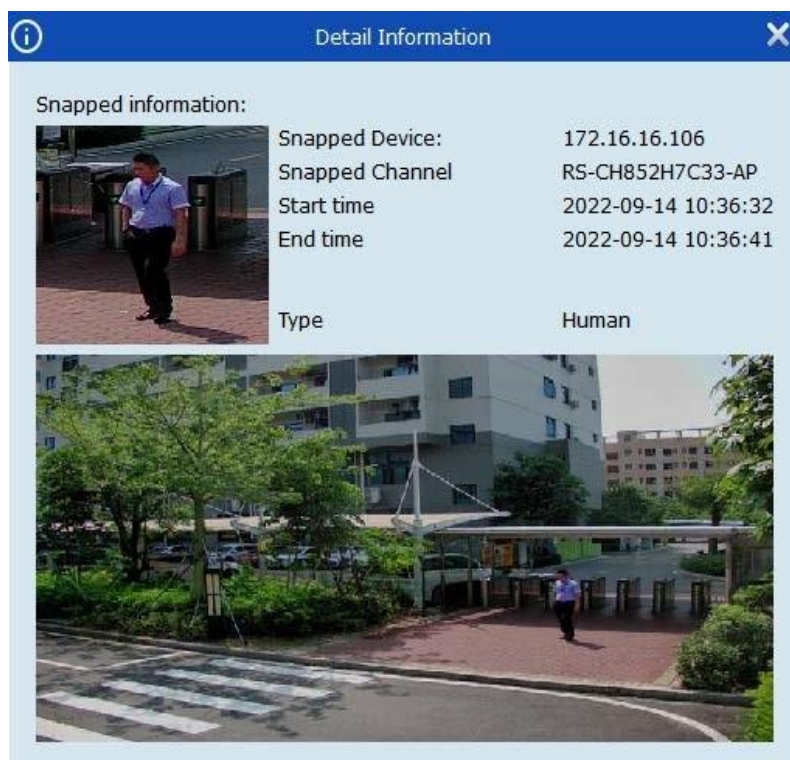 Detail Information
Snapped information:
Snapped Device: 172.16.16.106
Snapped Channel RS-CH852H7C33-AP
Start time 2022-09-14 10:36:32
End time 2022-09-14 10:36:41
Type Human